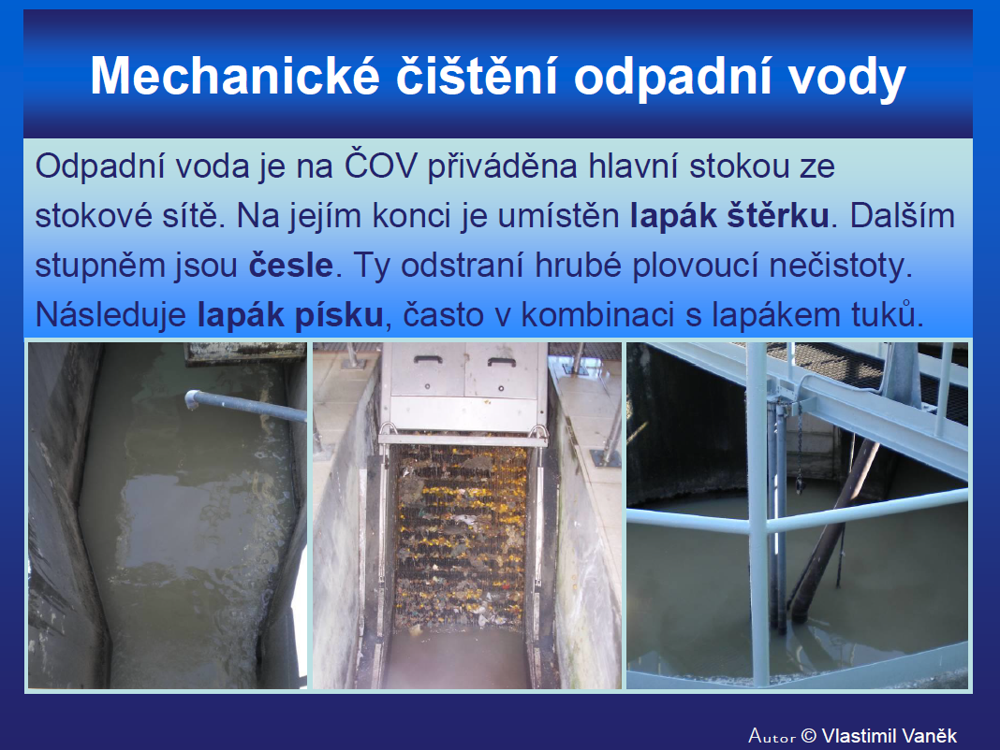 Mechanické čištění odpadní vody
Odpadní voda je na ČOV přiváděna hlavní stokou ze
stokové sítě. Na jejím konci je umístěn lapák štěrku. Dalším
stupněm jsou česle. Ty odstraní hrubé plovoucí nečistoty.
Následuje lapák písku, často v kombinaci s lapákem tuků.
Autor © Vlastimil Vaněk